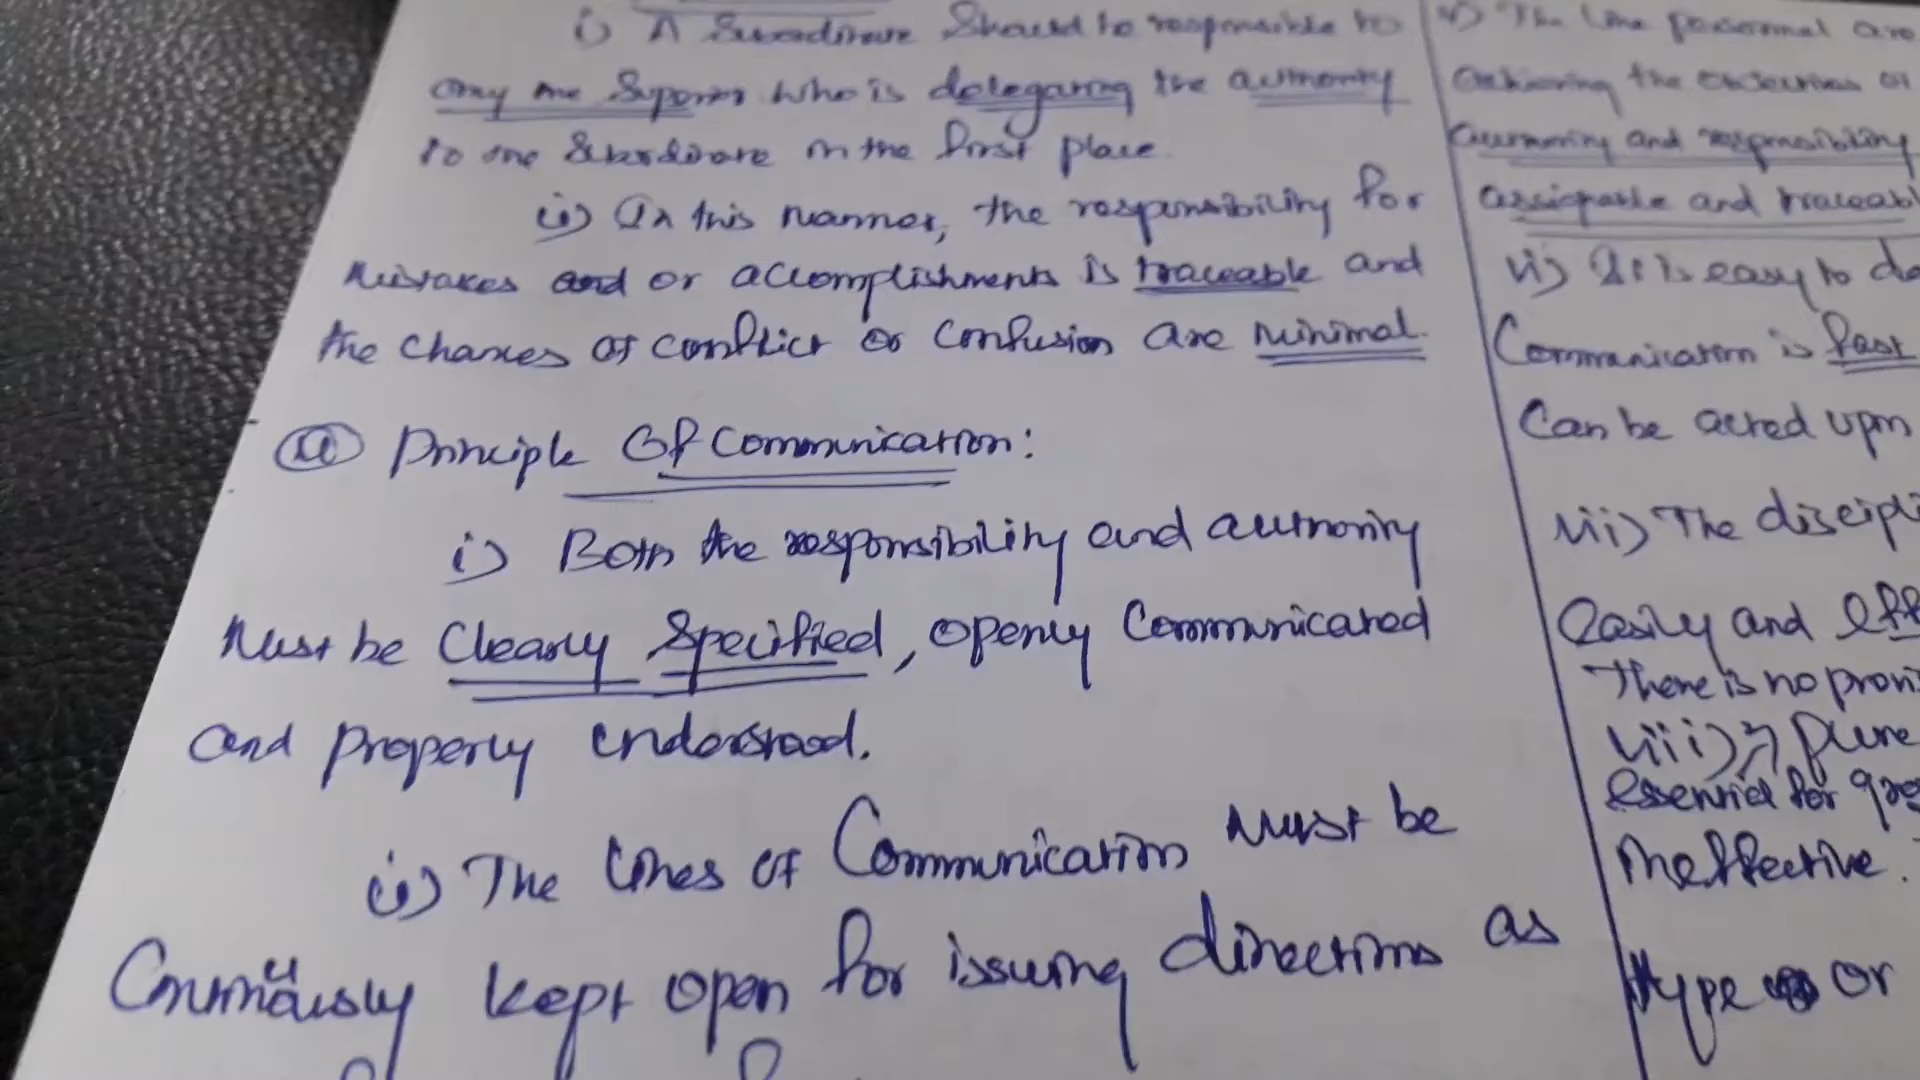 i) A Subordinate Should be responsible to
only one Superior who is delegating the authority
to the Subordinate in the first place.
ii) In this manner, the responsibility for
Mistakes and or accomplishments is traceable and
the chances of conflict or confusion are minimal.
Principle Of Communication:
i) Both the responsibility and authority
Must be Clearly Specified, openly Communicated
and properly understood.
ii) The lines of Communication Must be
Continuously kept open for issuing directions as
v) The line personnel are
achieving the objectives of
authority and responsibility
assignable and traceabl
vi) It is easy to de
Communication is fast
Can be acted upon
vii) The discipli
Easily and eff
There is no provi
viii)
essential for
ineffective.
type or